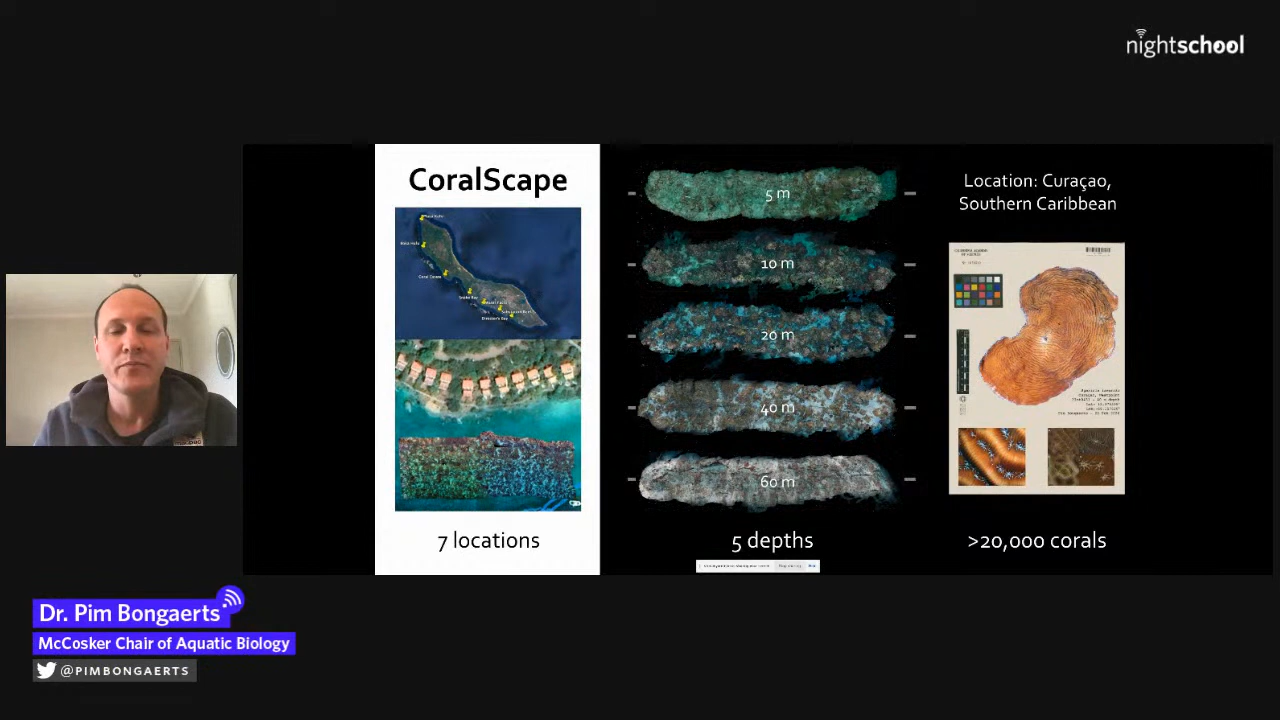 nightschool
CoralScape
7 locations
5 m
10 m
20 m
40 m
60 m
5 depths
Location: Curaçao,
Southern Caribbean
>20,000 corals
Dr. Pim Bongaerts
McCosker Chair of Aquatic Biology
@PIMBONGAERTS